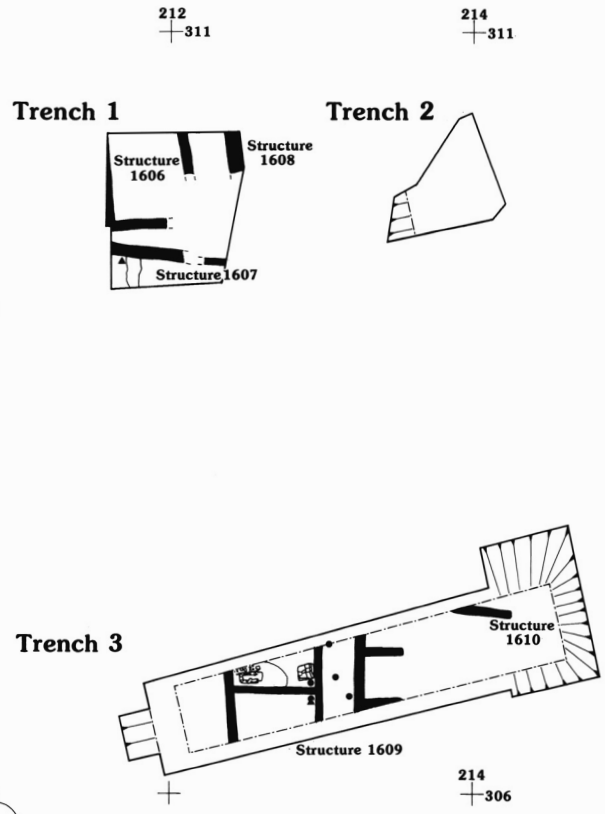 212
311
214
311
Trench 1
Trench 2
Structure
1606
Structure
1608
Structure 1607
Trench 3
Structure
1610
Structure 1609
214
306